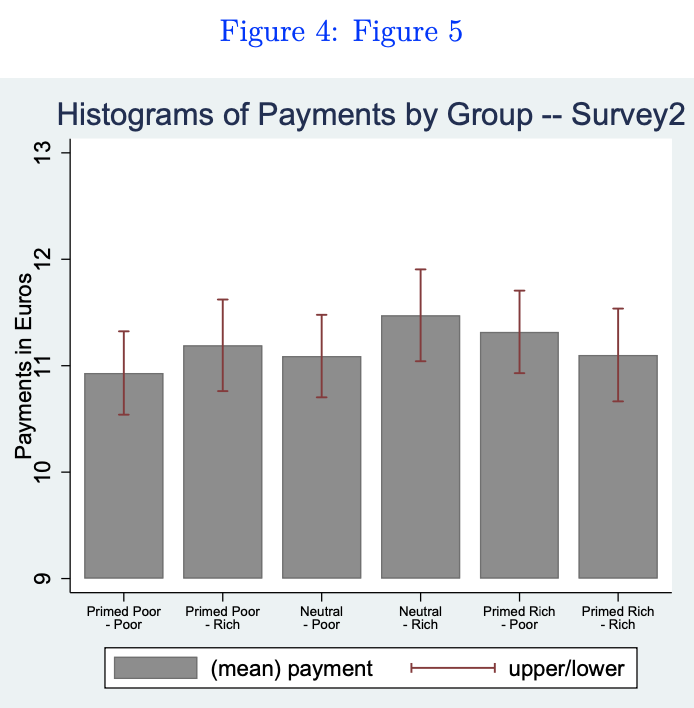 Figure 4: Figure 5
Histograms of Payments by Group -- Survey2
Payments in Euros
13
12
11
10
9
Primed Poor
- Poor
Primed Poor
- Rich
Neutral
- Poor
Neutral
- Rich
Primed Rich
- Poor
Primed Rich
- Rich
(mean) payment
upper/lower